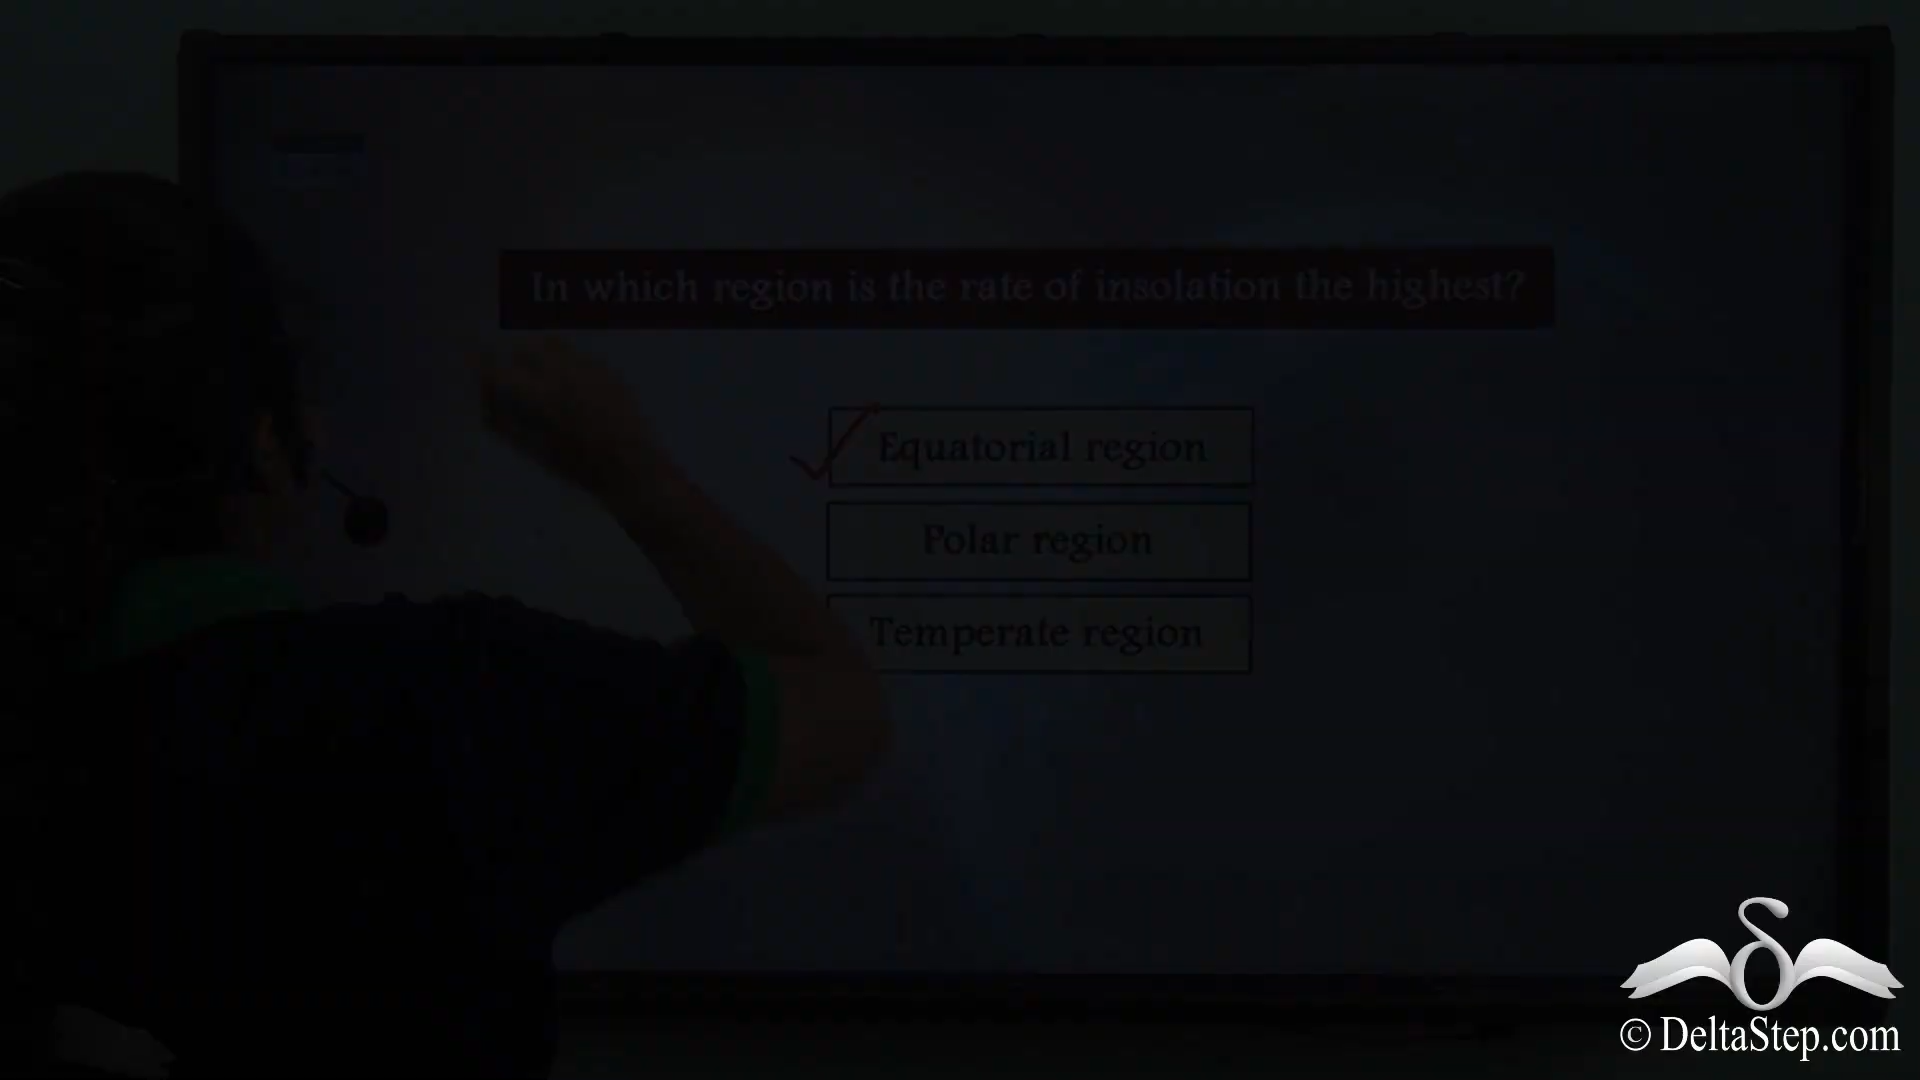 In which region is the rate of insolation the highest?
Equatorial region
Polar region
Temperate region
© DeltaStep.com